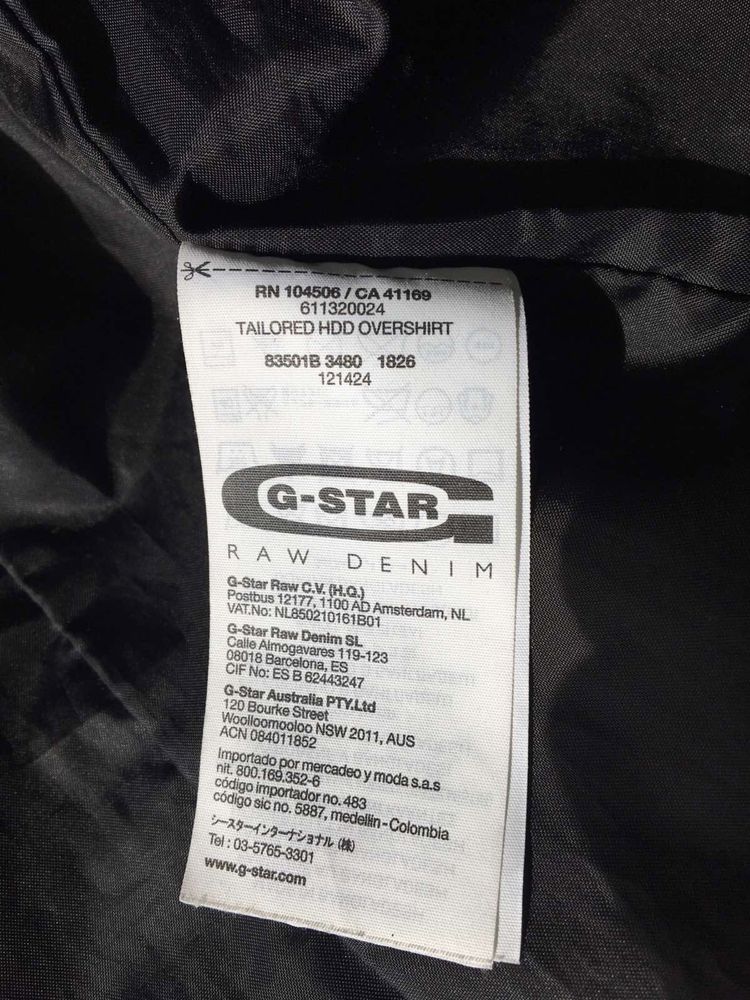 RN 104506 / CA 41169
611320024
TAILORED HDD OVERSHIRT
83501B 3480 1826
121424
G-STAR
RAW DENIM
G-Star Raw C.V. (H.Q.)
Postbus 12177, 1100 AD Amsterdam, NL
VAT.No: NL850210161B01
G-Star Raw Denim SL
Calle Almogavares 119-123
08018 Barcelona, ES
CIF No: ES B 62443247
G-Star Australia PTY.Ltd
120 Bourke Street
Woolloomooloo NSW 2011, AUS
ACN 084011852
Importado por mercadeo y moda s.a.s
nit. 800.169.352-6
código importador no. 483
código sic no. 5887, medellin-Colombia
シースターインターナショナル (株)
Tel : 03-5765-3301
www.g-star.com